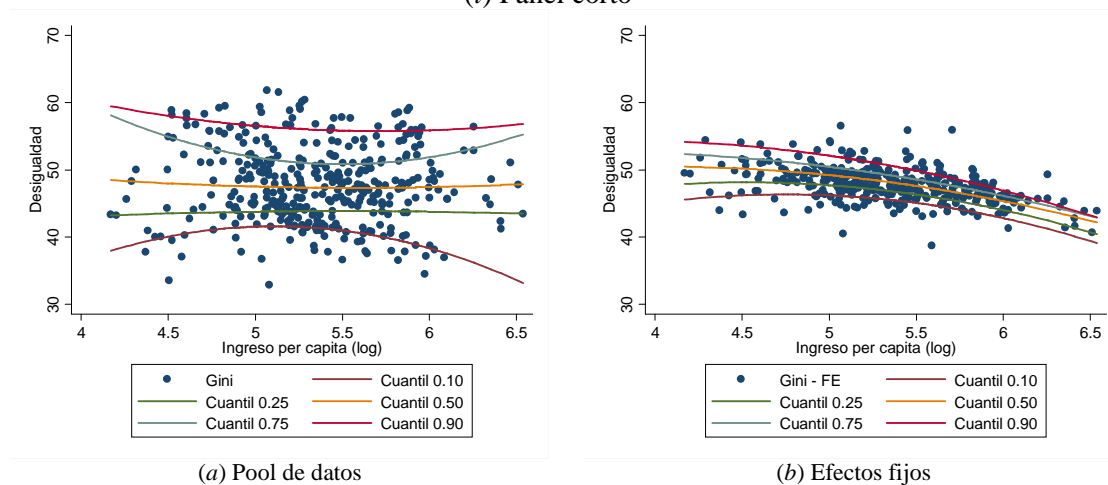 (i) Panel corto
70
60
50
40
30
Desigualdad
4
4.5
5
5.5
6
6.5
Ingreso per capita (log)
Gini
Cuantil 0.10
Cuantil 0.25
Cuantil 0.50
Cuantil 0.75
Cuantil 0.90
(a) Pool de datos
70
60
50
40
30
Desigualdad
4
4.5
5
5.5
6
6.5
Ingreso per capita (log)
Gini - FE
Cuantil 0.10
Cuantil 0.25
Cuantil 0.50
Cuantil 0.75
Cuantil 0.90
(b) Efectos fijos